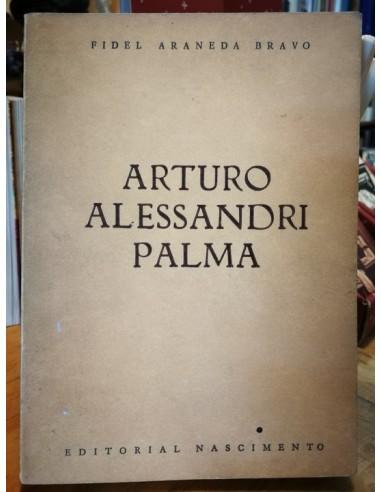 FIDEL ARANEDA BRAVO
ARTURO
ALESSANDRI
PALMA
EDITORIAL NASCIMENTO